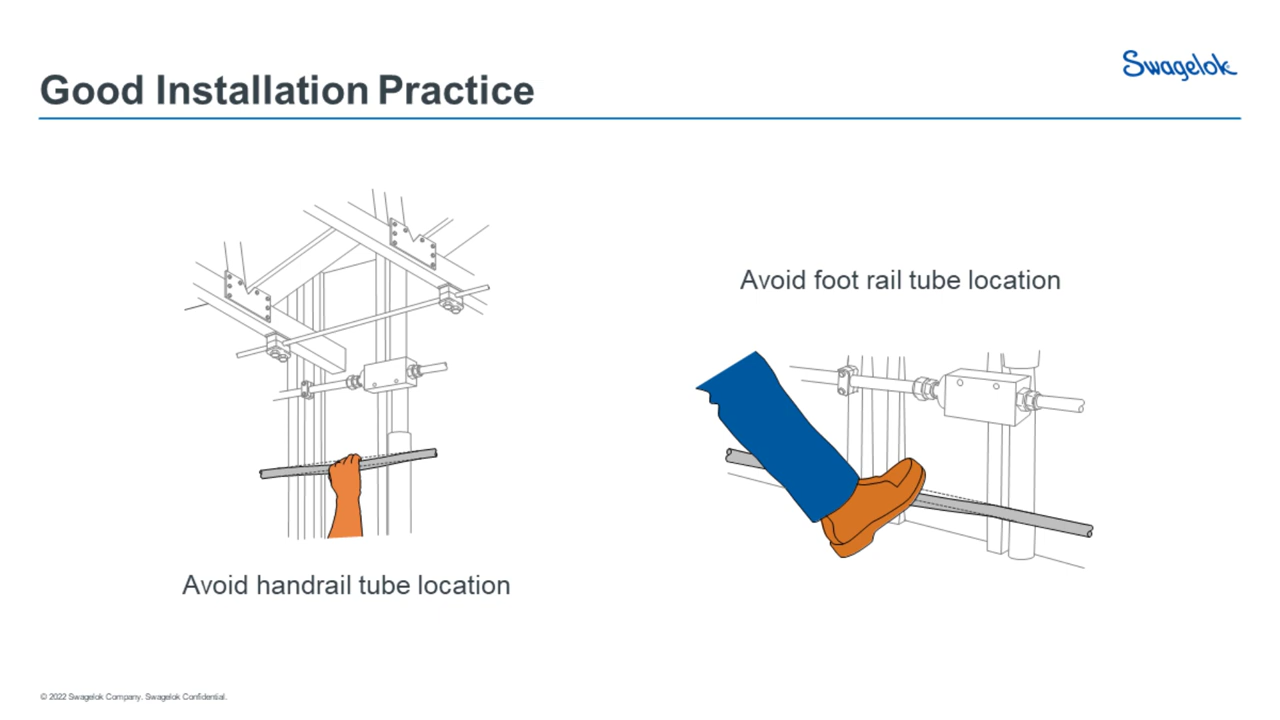 Swagelok
Good Installation Practice
Avoid foot rail tube location
Avoid handrail tube location
© 2022 Swagelok Company. Swagelok Confidential.